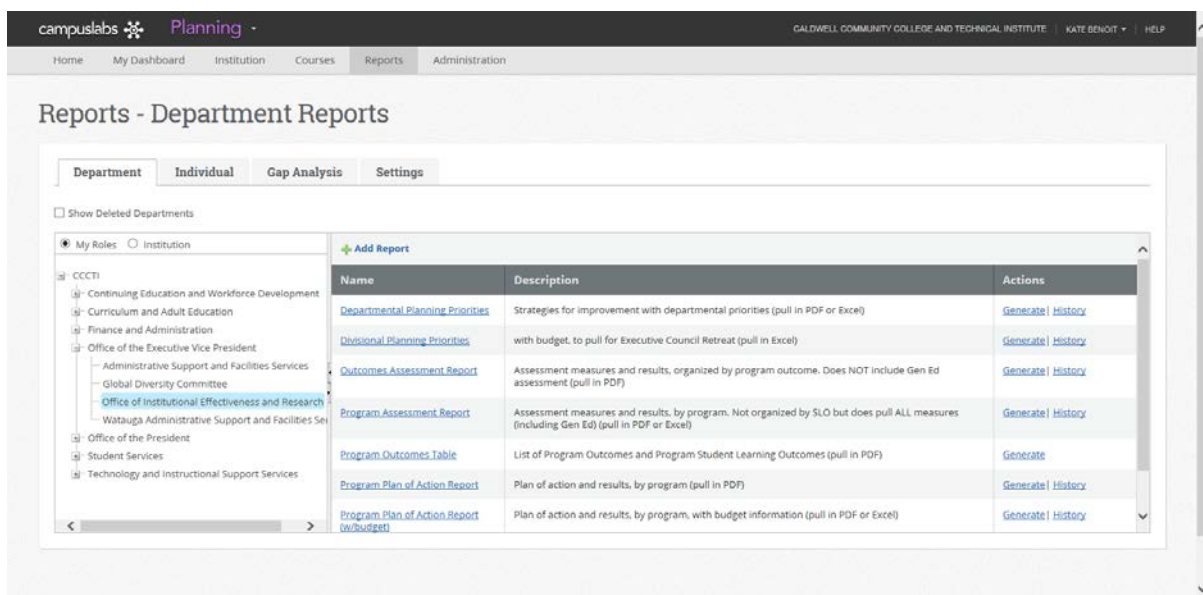 campuslabs Planning
CALDWELL COMMUNITY COLLEGE AND TECHNICAL INSTITUTE | KATE BENOIT | HELP
Home My Dashboard Institution Courses Reports Administration
Reports - Department Reports
Department Individual Gap Analysis Settings
Show Deleted Departments
My Roles Institution
CCCTI
Continuing Education and Workforce Development
Curriculum and Adult Education
Finance and Administration
Office of the Executive Vice President
Administrative Support and Facilities Services
Global Diversity Committee
Office of Institutional Effectiveness and Research
Watauga Administrative Support and Facilities Ser
Office of the President
Student Services
Technology and Instructional Support Services
Add Report
Name Description Actions
Departmental Planning Priorities Strategies for improvement with departmental priorities (pull in PDF or Excel) Generate | History
Divisional Planning Priorities with budget, to pull for Executive Council Retreat (pull in Excel) Generate | History
Outcomes Assessment Report Assessment measures and results, organized by program outcome. Does NOT include Gen Ed Generate | History
assessment (pull in PDF)
Program Assessment Report Assessment measures and results, by program. Not organized by SLO but does pull ALL measures Generate | History
(including Gen Ed) (pull in PDF or Excel)
Program Outcomes Table List of Program Outcomes and Program Student Learning Outcomes (pull in PDF) Generate
Program Plan of Action Report Plan of action and results, by program (pull in PDF) Generate | History
Program Plan of Action Report Plan of action and results, by program, with budget information (pull in PDF or Excel) Generate | History
(w/budget)